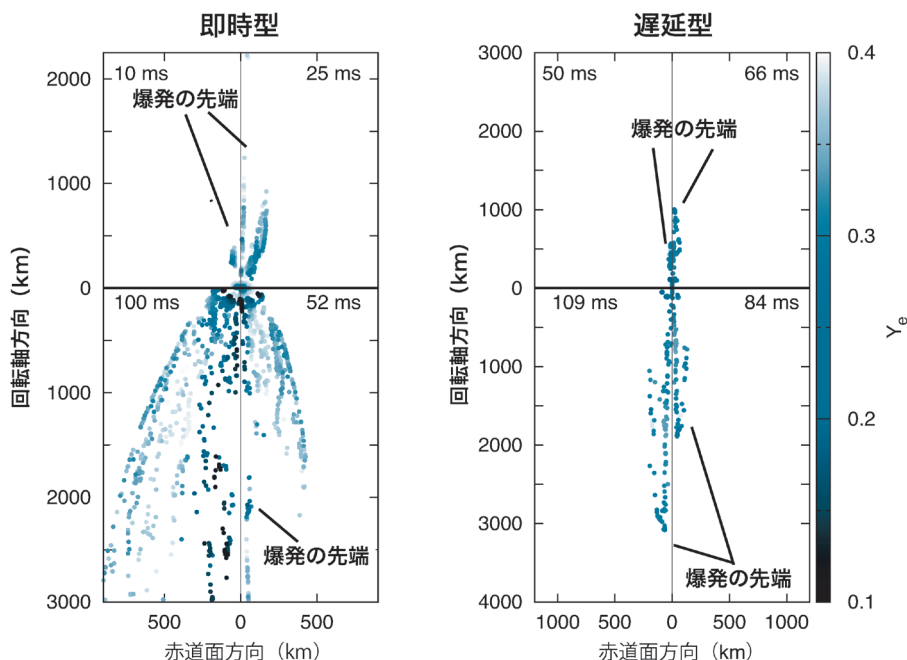 即時型
2000
1000
0
1000
2000
3000
500
0
500
回転軸方向（km）
赤道面方向（km）
10 ms
25 ms
爆発の先端
100 ms
52 ms
爆発の先端
遅延型
3000
2000
1000
0
1000
2000
3000
4000
1000
500
0
500
1000
回転軸方向（km）
赤道面方向（km）
50 ms
66 ms
爆発の先端
109 ms
84 ms
爆発の先端
0.4
0.3
0.2
0.1
Ye